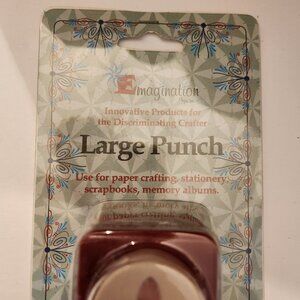 Emagination
Innovative Products for
the Discriminating Crafter
Large Punch
Use for paper crafting, stationery,
scrapbooks, memory albums.